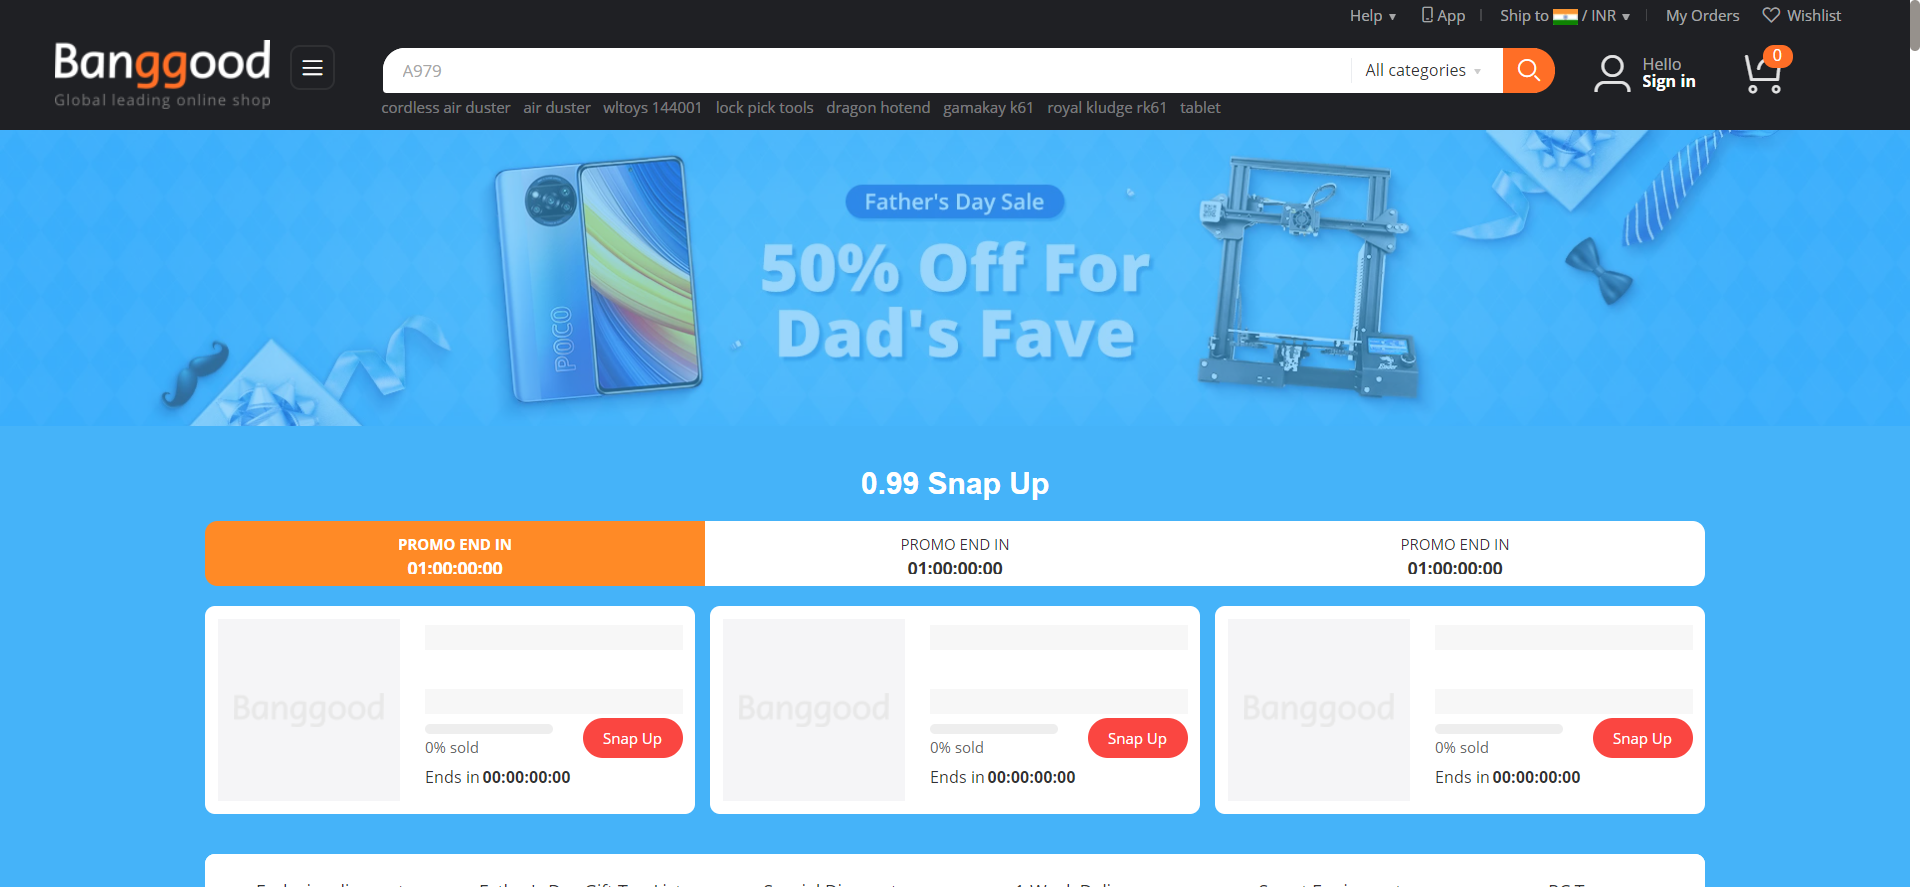 Help
App
Ship to / INR
My Orders
Wishlist
Banggood
Global leading online shop
A979
All categories
Hello
Sign in
0
cordless air duster air duster wltoys 144001 lock pick tools dragon hotend gamakay k61 royal kludge rk61 tablet
Father's Day Sale
50% Off For
Dad's Fave
POCO
Ender
0.99 Snap Up
PROMO END IN
01:00:00:00
PROMO END IN
01:00:00:00
PROMO END IN
01:00:00:00
Banggood
0% sold
Snap Up
Ends in 00:00:00:00
Banggood
0% sold
Snap Up
Ends in 00:00:00:00
Banggood
0% sold
Snap Up
Ends in 00:00:00:00